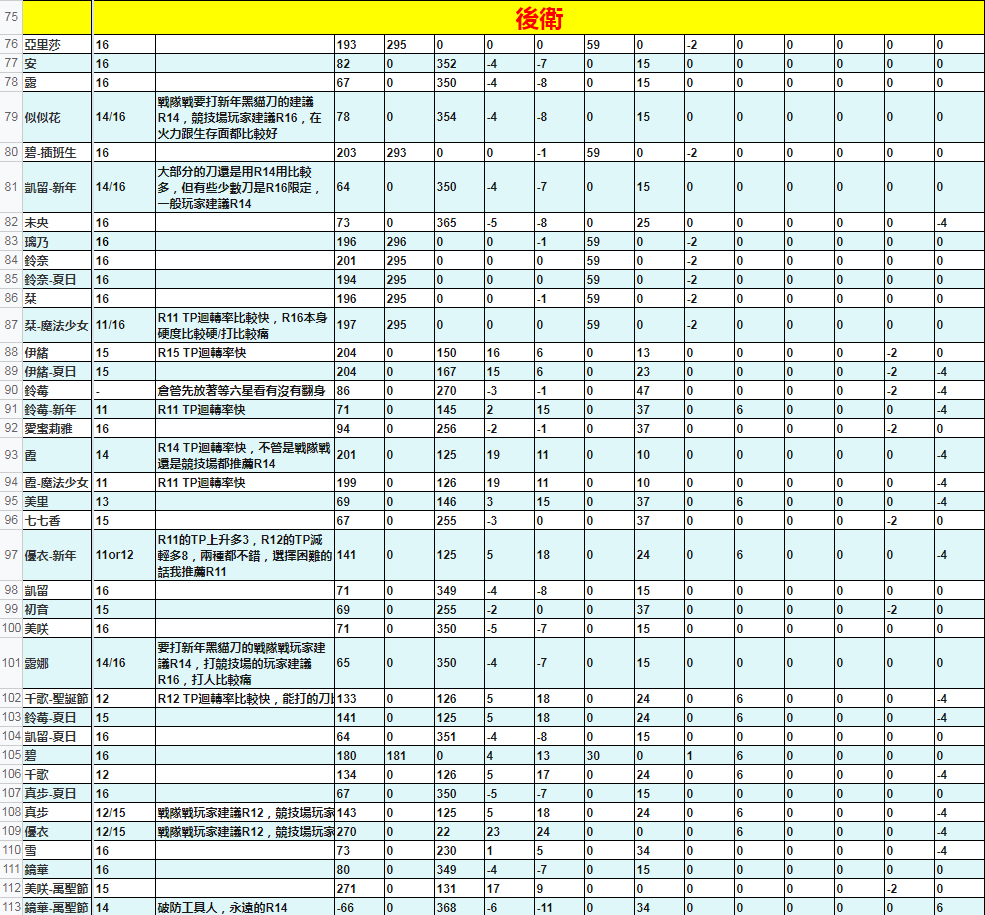 75 後衛
76 亞里莎 16 193 295 0 0 0 59 0 -2 0 0 0 0 0
77 安 16 82 0 352 -4 -7 0 15 0 0 0 0 0 0
78 露 16 67 0 350 -4 -8 0 15 0 0 0 0 0 0
戰隊戰要打新年黑貓刀的建議
79 似似花 14/16 R14，競技場玩家建議R16，在 78 0 354 -4 -8 0 15 0 0 0 0 0 0
火力跟生存面都比較好
80 碧-插班生 16 203 293 0 0 -1 59 0 -2 0 0 0 0 0
大部分的刀還是用R14用比較
81 凱留-新年 14/16 多，但有些少數刀是R16限定， 64 0 350 -4 -7 0 15 0 0 0 0 0 0
一般玩家建議R14
82 未央 16 73 0 365 -5 -8 0 25 0 0 0 0 0 -4
83 璃乃 16 196 296 0 0 -1 59 0 -2 0 0 0 0 0
84 鈴奈 16 201 295 0 0 0 59 0 -2 0 0 0 0 0
85 鈴奈-夏日 16 194 295 0 0 0 59 0 -2 0 0 0 0 0
86 栞 16 196 295 0 0 -1 59 0 -2 0 0 0 0 0
R11 TP迴轉率比較快，R16本身
87 栞-魔法少女 11/16 硬度比較硬/打比較痛 197 295 0 0 0 59 0 -2 0 0 0 0 0
88 伊緒 15 R15 TP迴轉率快 204 0 150 16 6 0 13 0 0 0 0 -2 0
89 伊緒-夏日 15 204 0 167 15 6 0 23 0 0 0 0 -2 -4
90 鈴莓 - 倉管先放著等六星看有沒有翻身 86 0 270 -3 -1 0 47 0 0 0 0 -2 -4
91 鈴莓-新年 11 R11 TP迴轉率快 71 0 145 2 15 0 37 0 6 0 0 0 -4
92 愛蜜莉雅 16 94 0 256 -2 -1 0 37 0 0 0 0 -2 0
R14 TP迴轉率快，不管是戰隊戰
93 霞 14 還是競技場都推薦R14 201 0 125 19 11 0 10 0 0 0 0 0 -4
94 霞-魔法少女 11 R11 TP迴轉率快 199 0 126 19 11 0 10 0 0 0 0 0 -4
95 美里 13 69 0 146 3 15 0 37 0 6 0 0 0 -4
96 七七香 15 67 0 255 -3 0 0 37 0 0 0 0 -2 0
R11的TP上升多3，R12的TP減
97 優衣-新年 11or12 輕多8，兩種都不錯，選擇困難的 141 0 125 5 18 0 24 0 6 0 0 0 -4
話我推薦R11
98 凱留 16 71 0 349 -4 -8 0 15 0 0 0 0 0 0
99 初音 15 69 0 255 -2 0 0 37 0 0 0 0 -2 0
100 美咲 16 71 0 350 -5 -7 0 15 0 0 0 0 0 0
要打新年黑貓刀的戰隊戰玩家建
101 露娜 14/16 議R14，打競技場的玩家建議 65 0 350 -4 -7 0 15 0 0 0 0 0 0
R16，打人比較痛
102 千歌-聖誕節 12 R12 TP迴轉率比較快，能打的刀比 133 0 126 5 18 0 24 0 6 0 0 0 -4
103 鈴莓-夏日 15 141 0 125 5 18 0 24 0 6 0 0 0 -4
104 凱留-夏日 16 64 0 351 -4 -8 0 15 0 0 0 0 0 0
105 碧 16 180 181 0 4 13 30 0 1 6 0 0 0 0
106 千歌 12 134 0 126 5 17 0 24 0 6 0 0 0 -4
107 真步-夏日 16 67 0 350 -5 -7 0 15 0 0 0 0 0 0
108 真步 12/15 戰隊戰玩家建議R12，競技場玩家 143 0 125 5 18 0 24 0 6 0 0 0 -4
109 優衣 12/15 戰隊戰玩家建議R12，競技場玩家 270 0 22 23 24 0 0 0 6 0 0 0 -4
110 雪 16 73 0 230 1 5 0 34 0 0 0 0 0 -4
111 鏡華 16 80 0 349 -4 -7 0 15 0 0 0 0 0 0
112 美咲-萬聖節 15 271 0 131 17 9 0 0 0 0 0 0 -2 0
113 鏡華-萬聖節 14 破防工具人，永遠的R14 -66 0 368 -6 -11 0 34 0 0 0 0 0 6